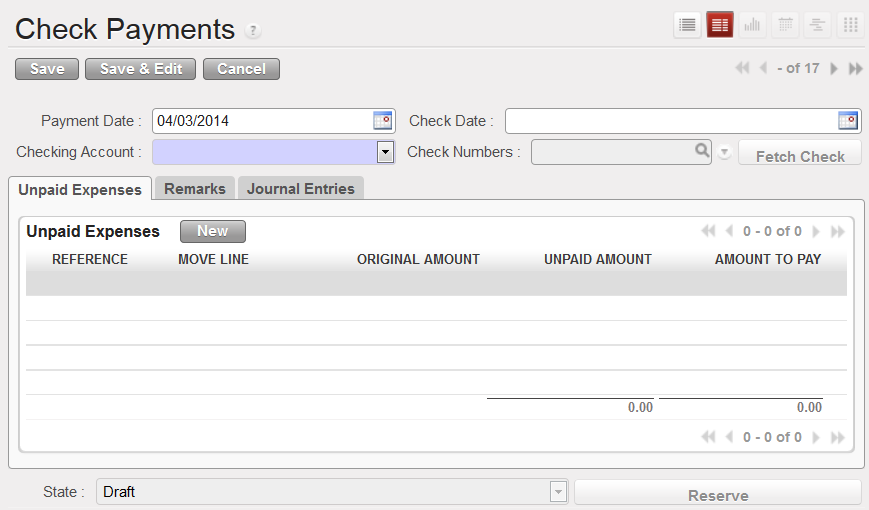 Check Payments ?
Save Save & Edit Cancel - of 17
Payment Date : 04/03/2014 Check Date :
Checking Account : Check Numbers : Fetch Check
Unpaid Expenses Remarks Journal Entries
Unpaid Expenses New 0 - 0 of 0
REFERENCE MOVE LINE ORIGINAL AMOUNT UNPAID AMOUNT AMOUNT TO PAY
0.00 0.00
0 - 0 of 0
State : Draft Reserve